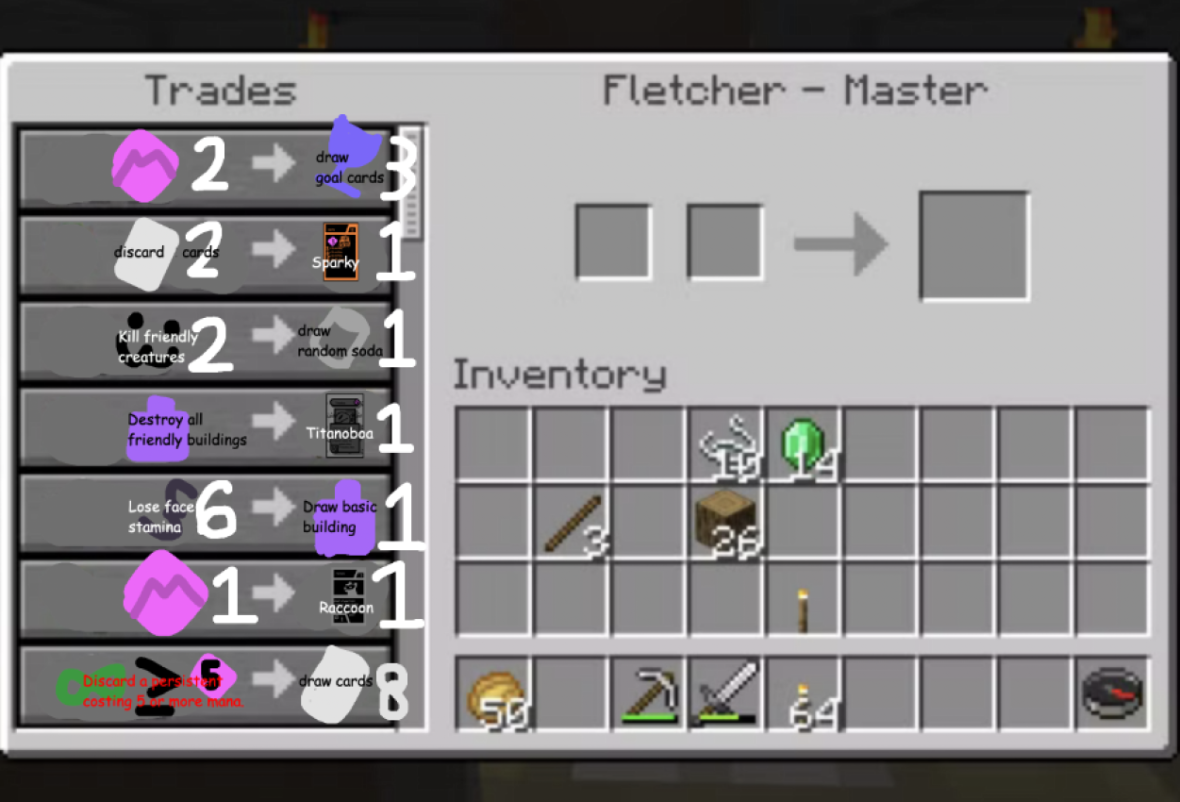 Trades
Fletcher - Master
2 draw 3
goal cards
discard cards 2 Sparky 1
Kill friendly 2 draw 1
creatures random soda
Destroy all Titanoboa 1
friendly buildings
Lose face 6 Draw basic 1
stamina building
1 Raccoon 1
Discard a persistent 5 draw cards 8
costing 5 or more mana.
Inventory
14
3 26
50 64